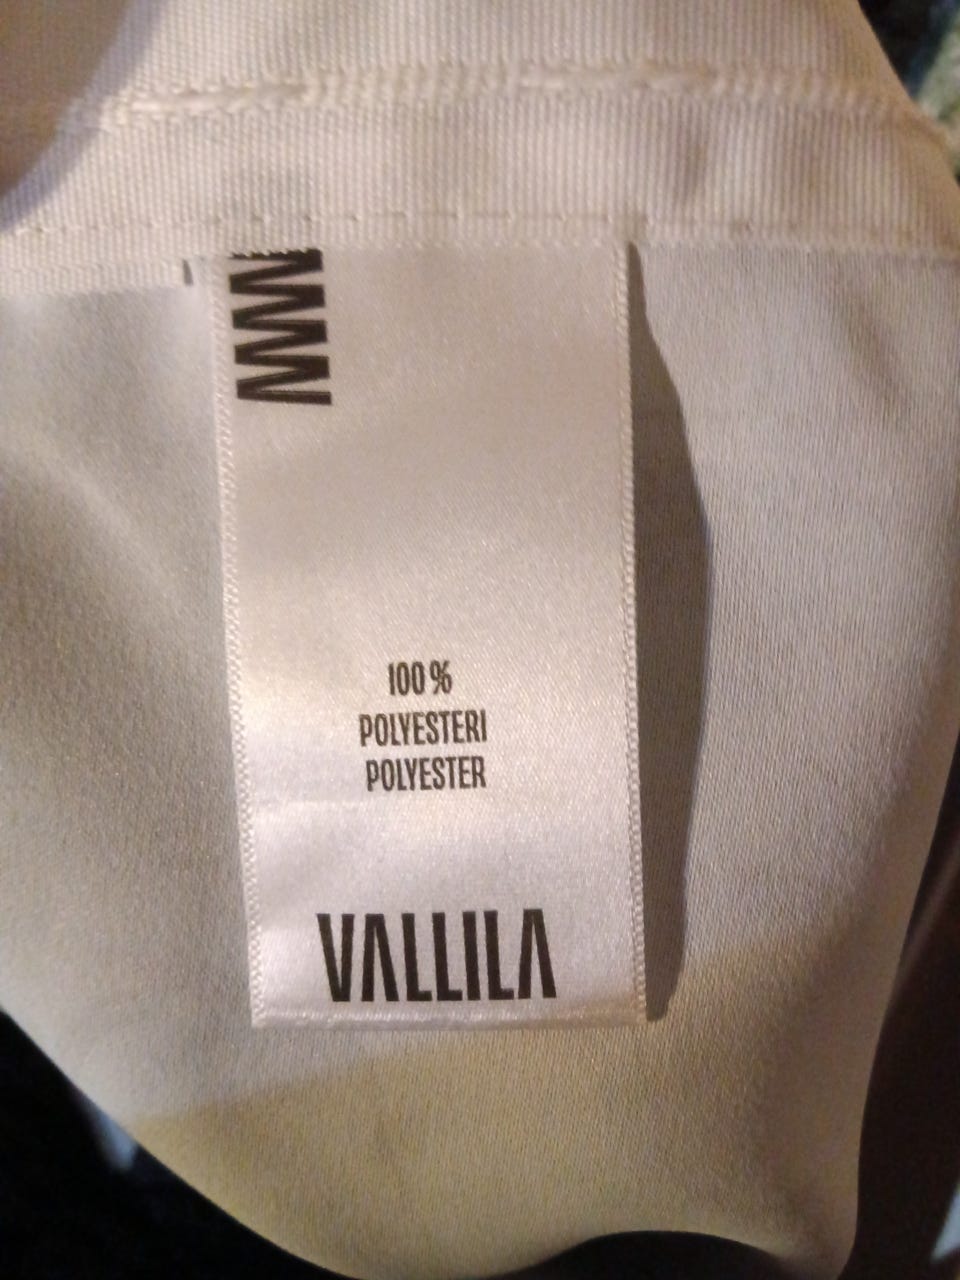 100 %
POLYESTERI
POLYESTER
VALLILA